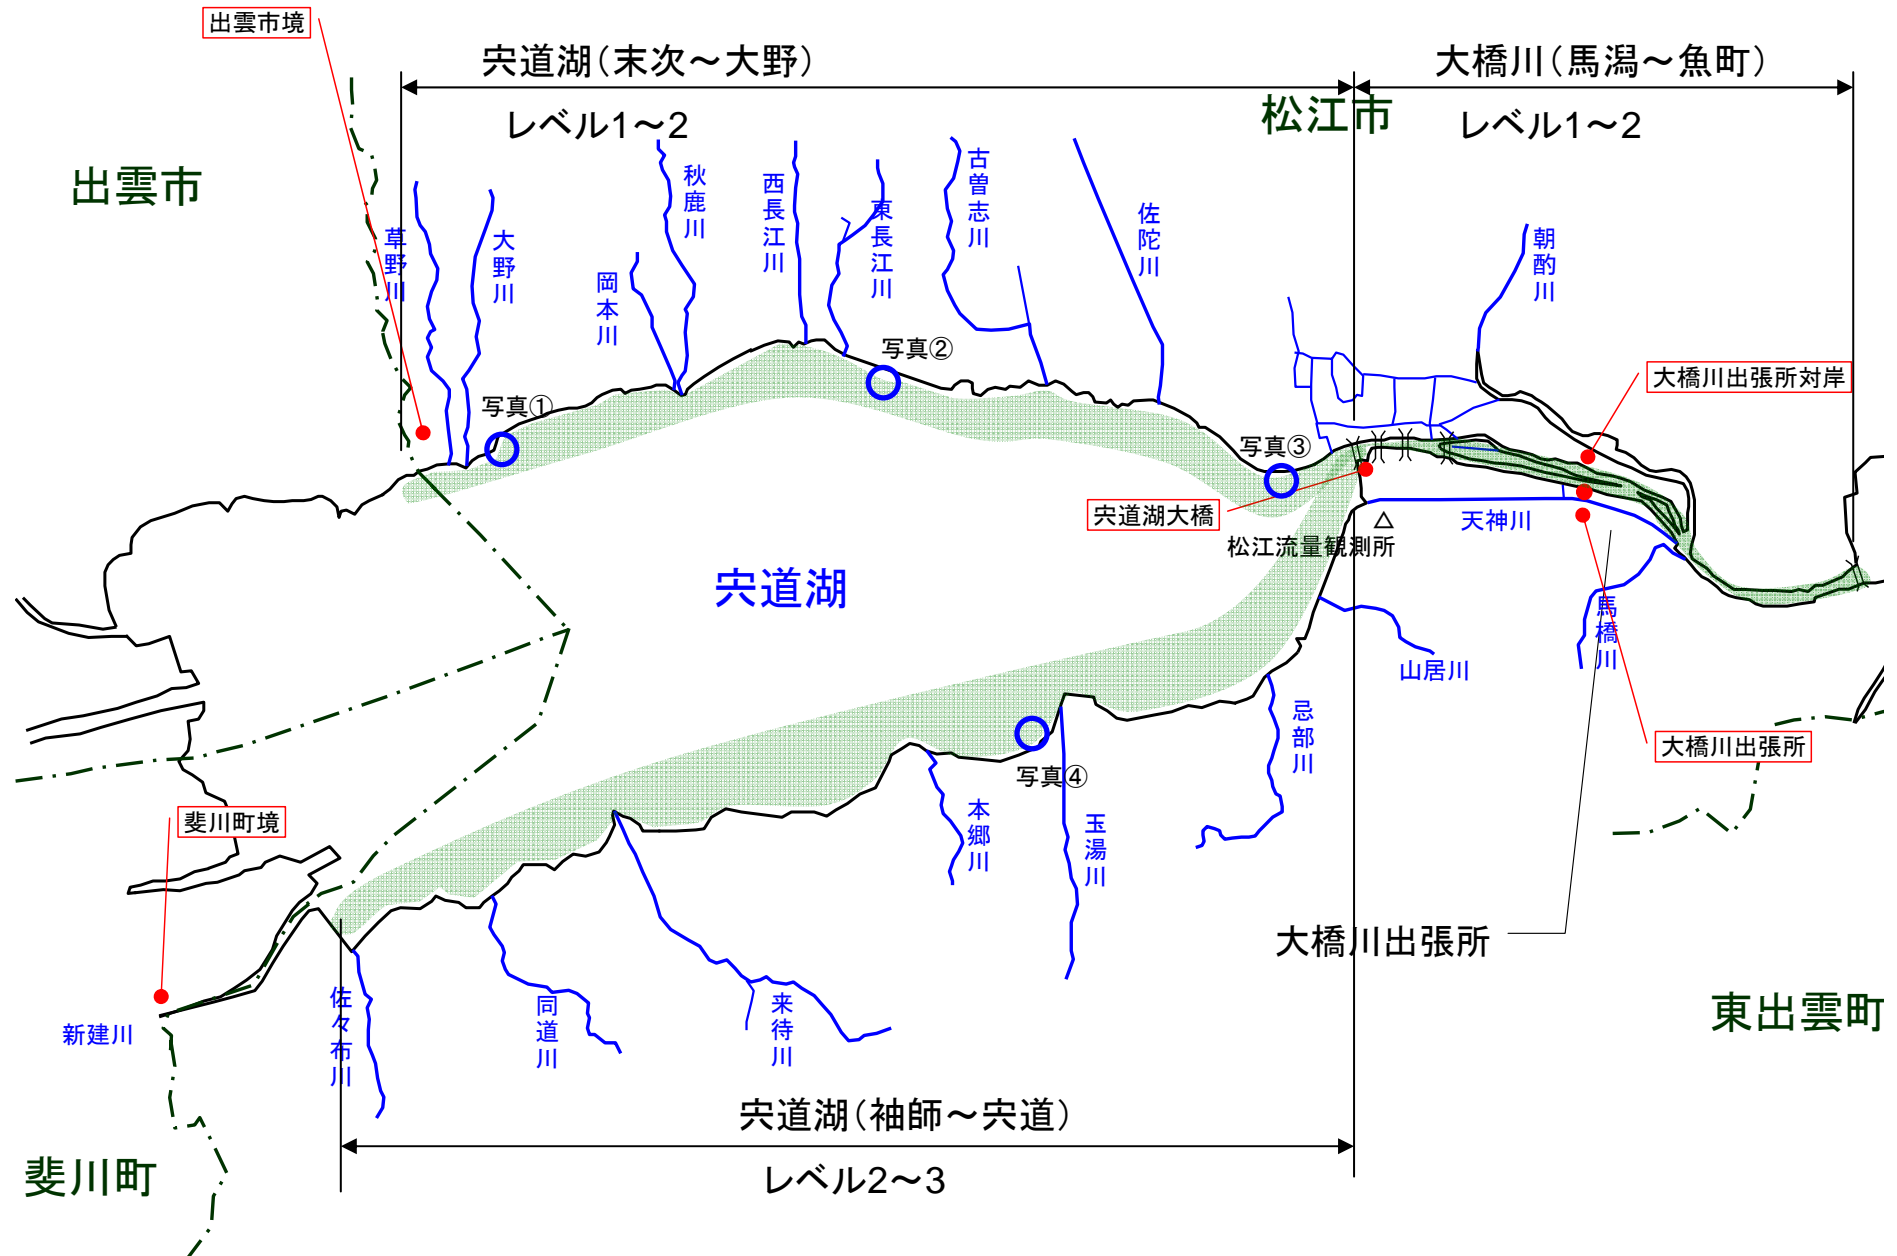 出雲市境
宍道湖（末次～大野）
大橋川（馬潟～魚町）
レベル1～2
松江市
レベル1～2
出雲市
草野川
大野川
岡本川
秋鹿川
西長江川
東長江川
古曽志川
佐陀川
朝酌川
写真①
写真②
写真③
大橋川出張所対岸
宍道湖大橋
松江流量観測所
天神川
宍道湖
馬橋川
山居川
忌部川
大橋川出張所
写真④
斐川町境
本郷川
玉湯川
大橋川出張所
新建川
佐々布川
同道川
来待川
東出雲町
宍道湖（袖師～宍道）
レベル2～3
斐川町